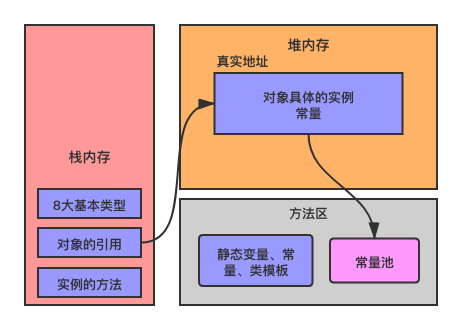 栈内存
8大基本类型
对象的引用
实例的方法
堆内存
真实地址
对象具体的实例
常量
方法区
静态变量、常
量、类模板
常量池